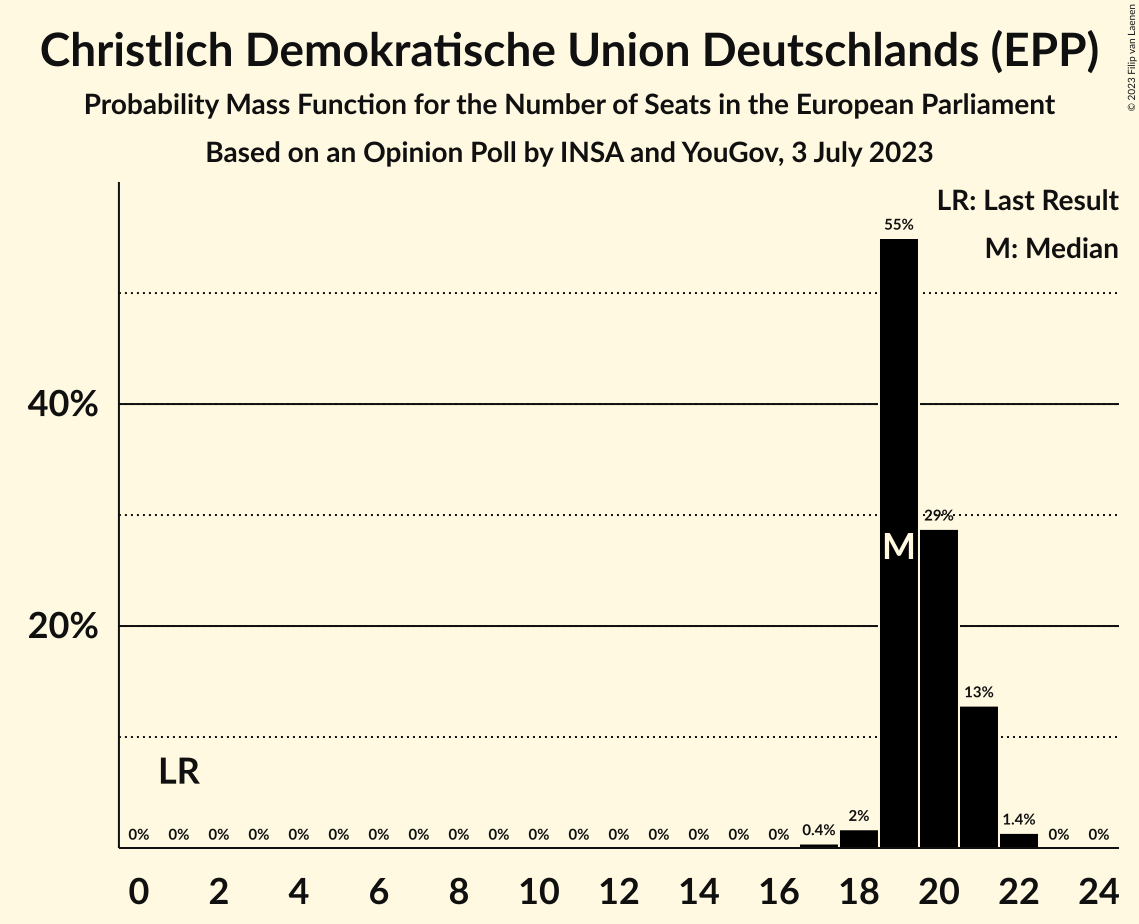 Christlich Demokratische Union Deutschlands (EPP)
Probability Mass Function for the Number of Seats in the European Parliament
Based on an Opinion Poll by INSA and YouGov, 3 July 2023
© 2023 Filip van Laenen
LR: Last Result
M: Median
55%
40%
29%
M
20%
13%
LR
0% 0% 0% 0% 0% 0% 0% 0% 0% 0% 0% 0% 0% 0% 0% 0% 0% 0.4% 2% 1.4% 0% 0%
0 2 4 6 8 10 12 14 16 18 20 22 24